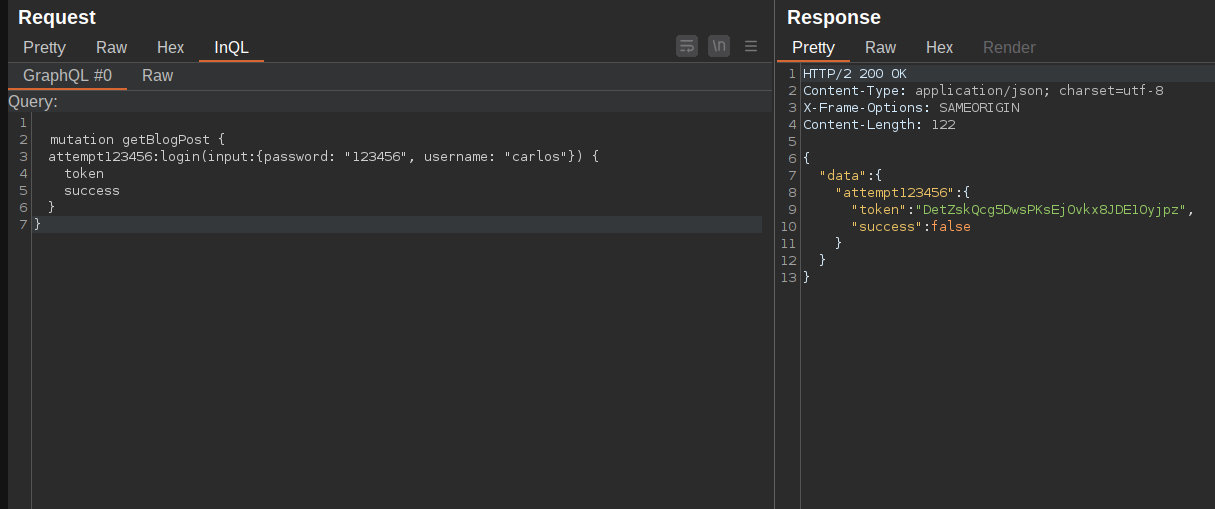 Request
Pretty Raw Hex InQL \n
GraphQL #0 Raw
Query:
1
2 mutation getBlogPost {
3 attempt123456:login(input:{password: "123456", username: "carlos"}) {
4 token
5 success
6 }
7 }
Response
Pretty Raw Hex Render
1 HTTP/2 200 OK
2 Content-Type: application/json; charset=utf-8
3 X-Frame-Options: SAMEORIGIN
4 Content-Length: 122
5
6 {
7 "data":{
8 "attempt123456":{
9 "token":"DetZskQcg5DwsPKsEjOvkx8JDElOyjpz",
10 "success":false
11 }
12 }
13 }